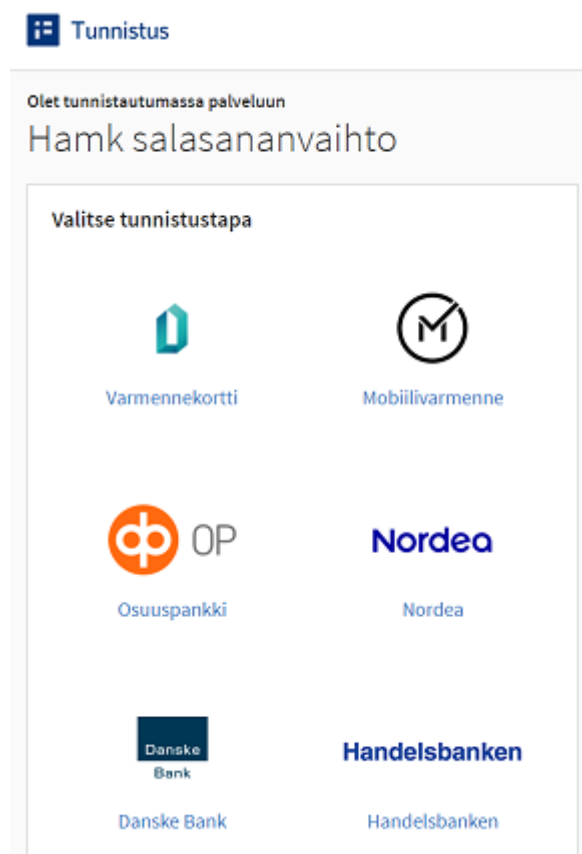 Tunnistus
Olet tunnistautumassa palveluun
Hamk salasananvaihto
Valitse tunnistustapa
Varmennekortti
Mobiilivarmenne
OP
Nordea
Osuuspankki
Nordea
Danske
Bank
Handelsbanken
Danske Bank
Handelsbanken